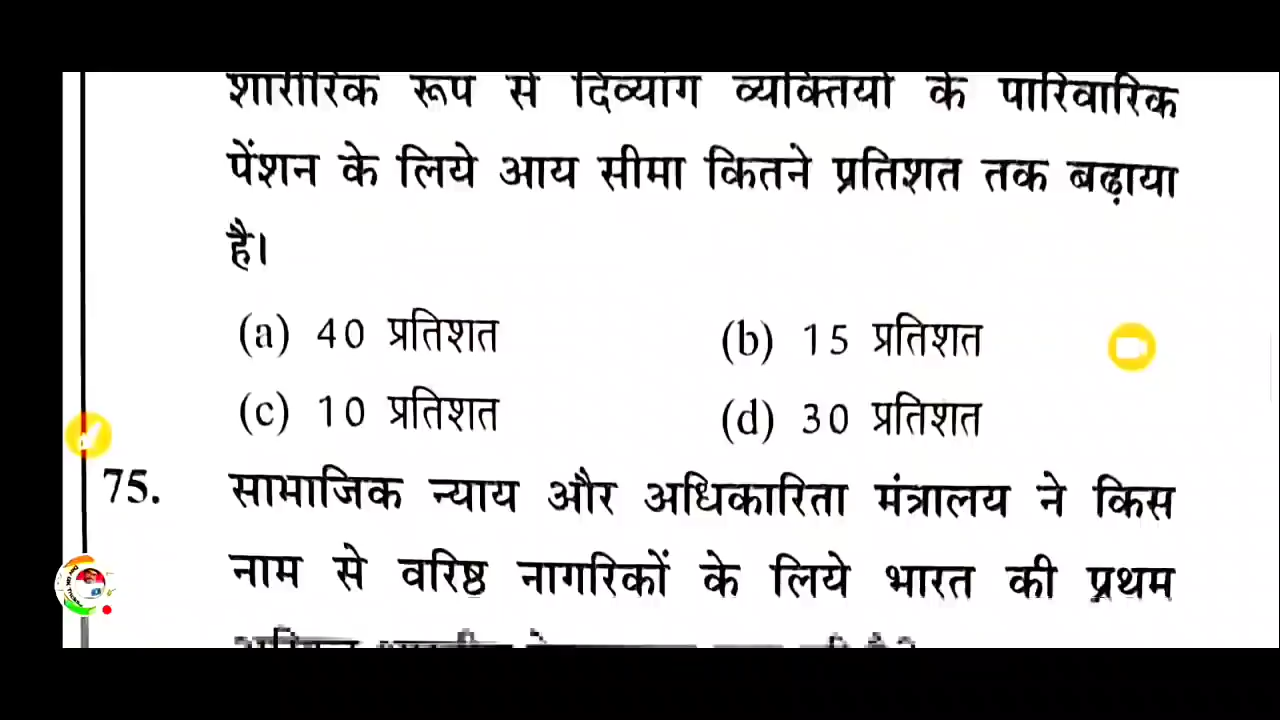 शारीरिक रूप से दिव्यांग व्यक्तियों के पारिवारिक
पेंशन के लिये आय सीमा कितने प्रतिशत तक बढ़ाया
है।
(a) 40 प्रतिशत (b) 15 प्रतिशत
(c) 10 प्रतिशत (d) 30 प्रतिशत
75. सामाजिक न्याय और अधिकारिता मंत्रालय ने किस
नाम से वरिष्ठ नागरिकों के लिये भारत की प्रथम